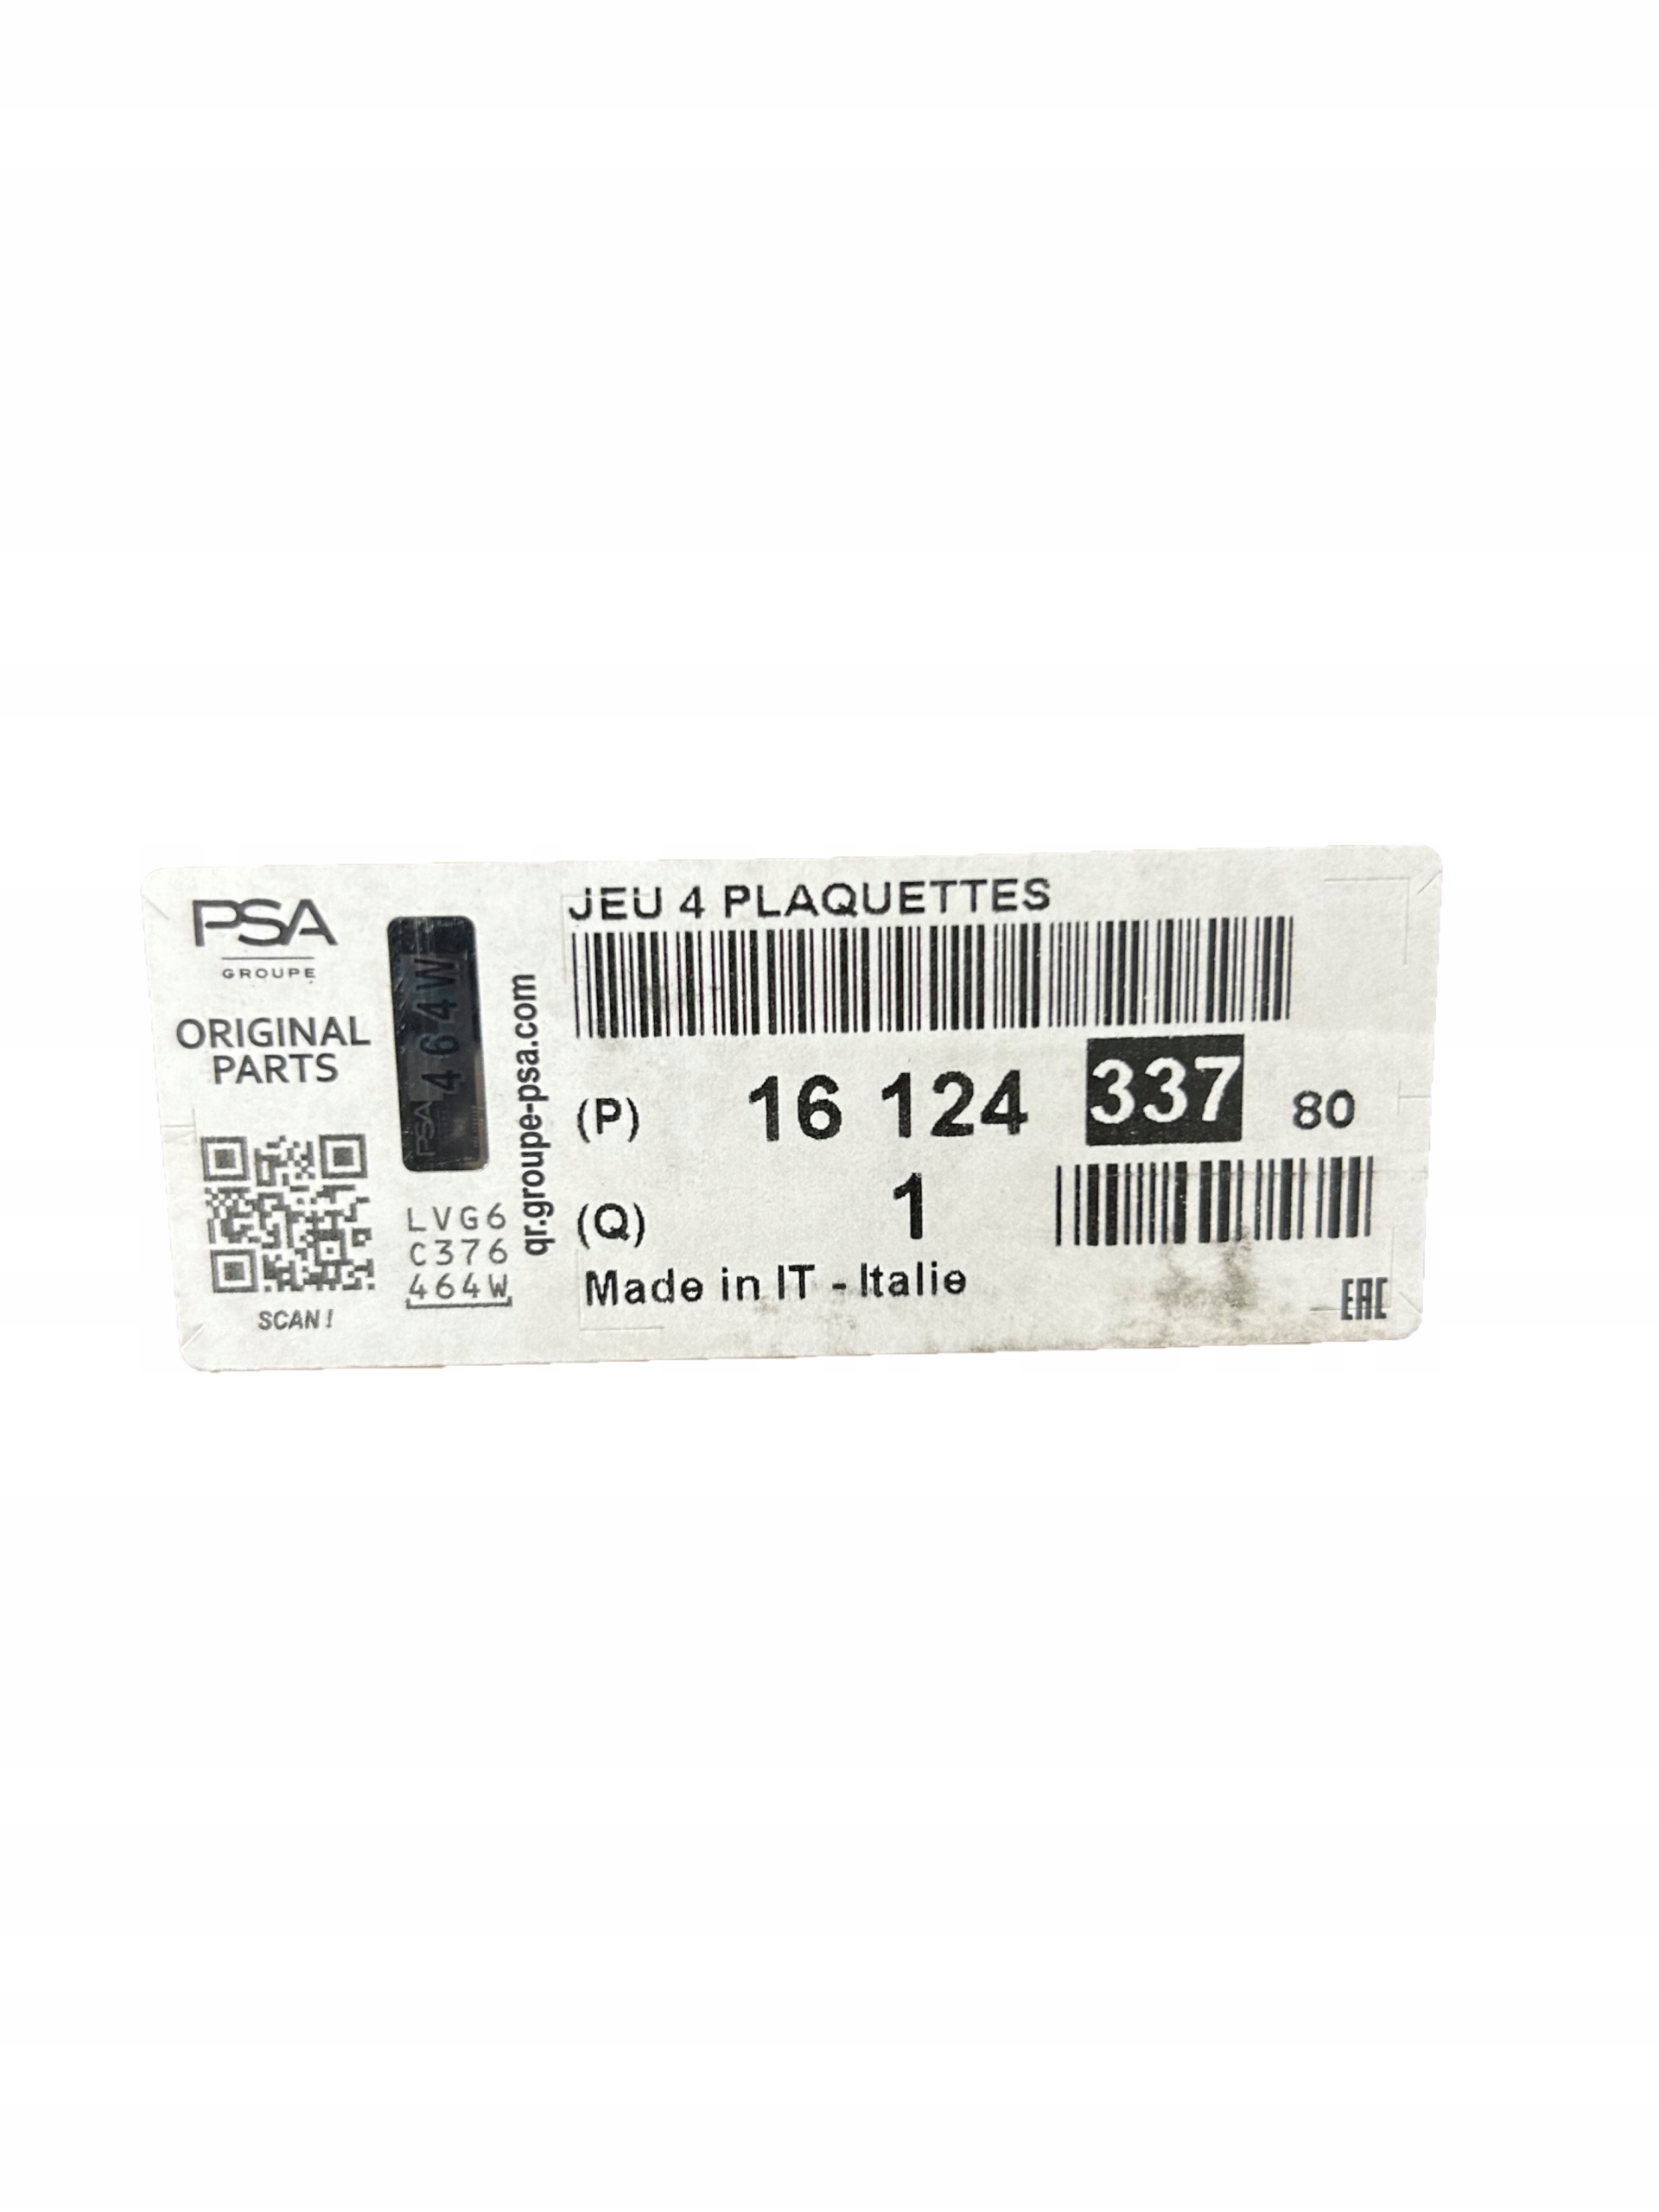 PSA
GROUPE
ORIGINAL
PARTS
SCAN !
PSA
464W
LVG6
C376
464W
qr.groupe-psa.com
JEU 4 PLAQUETTES
(P) 16 124 337 80
(Q) 1
Made in IT - Italie
EAC